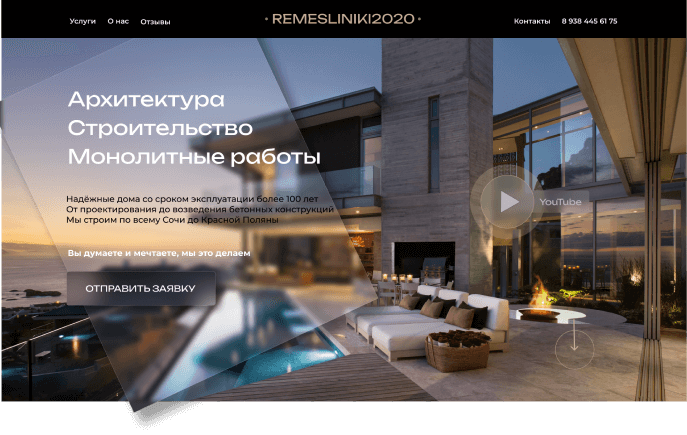 Услуги О нас Отзывы
• REMESLINIKI2020 •
Контакты 8 938 445 61 75
Архитектура
Строительство
Монолитные работы
Надёжные дома со сроком эксплуатации более 100 лет
От проектирования до возведения бетонных конструкций
Мы строим по всему Сочи до Красной Поляны
YouTube
Вы думаете и мечтаете, мы это делаем
ОТПРАВИТЬ ЗАЯВКУ